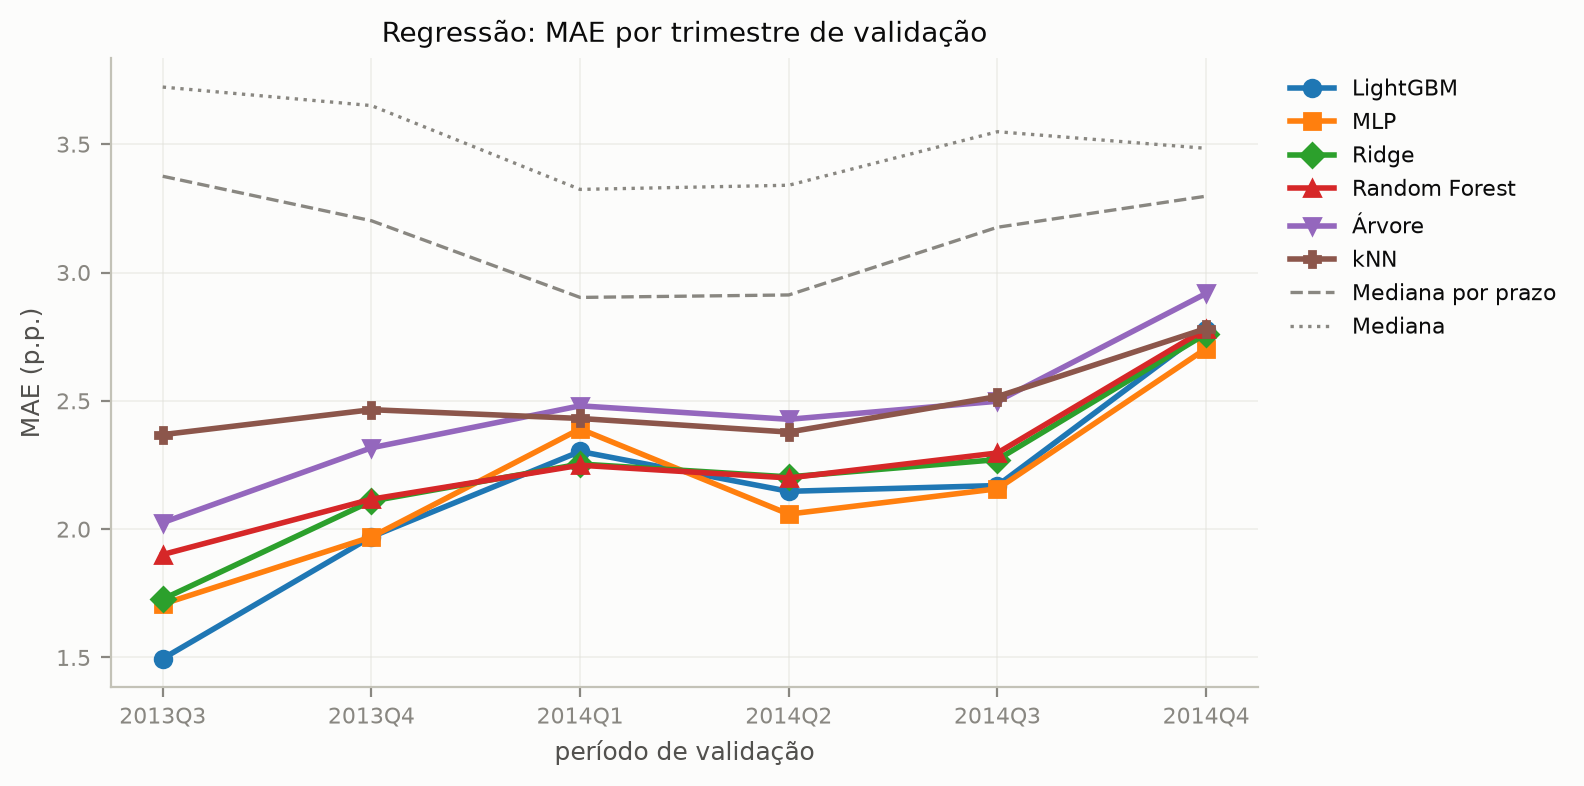 Regressão: MAE por trimestre de validação
MAE (p.p.)
3.5
3.0
2.5
2.0
1.5
2013Q3
2013Q4
2014Q1
2014Q2
2014Q3
2014Q4
período de validação
LightGBM
MLP
Ridge
Random Forest
Árvore
kNN
Mediana por prazo
Mediana